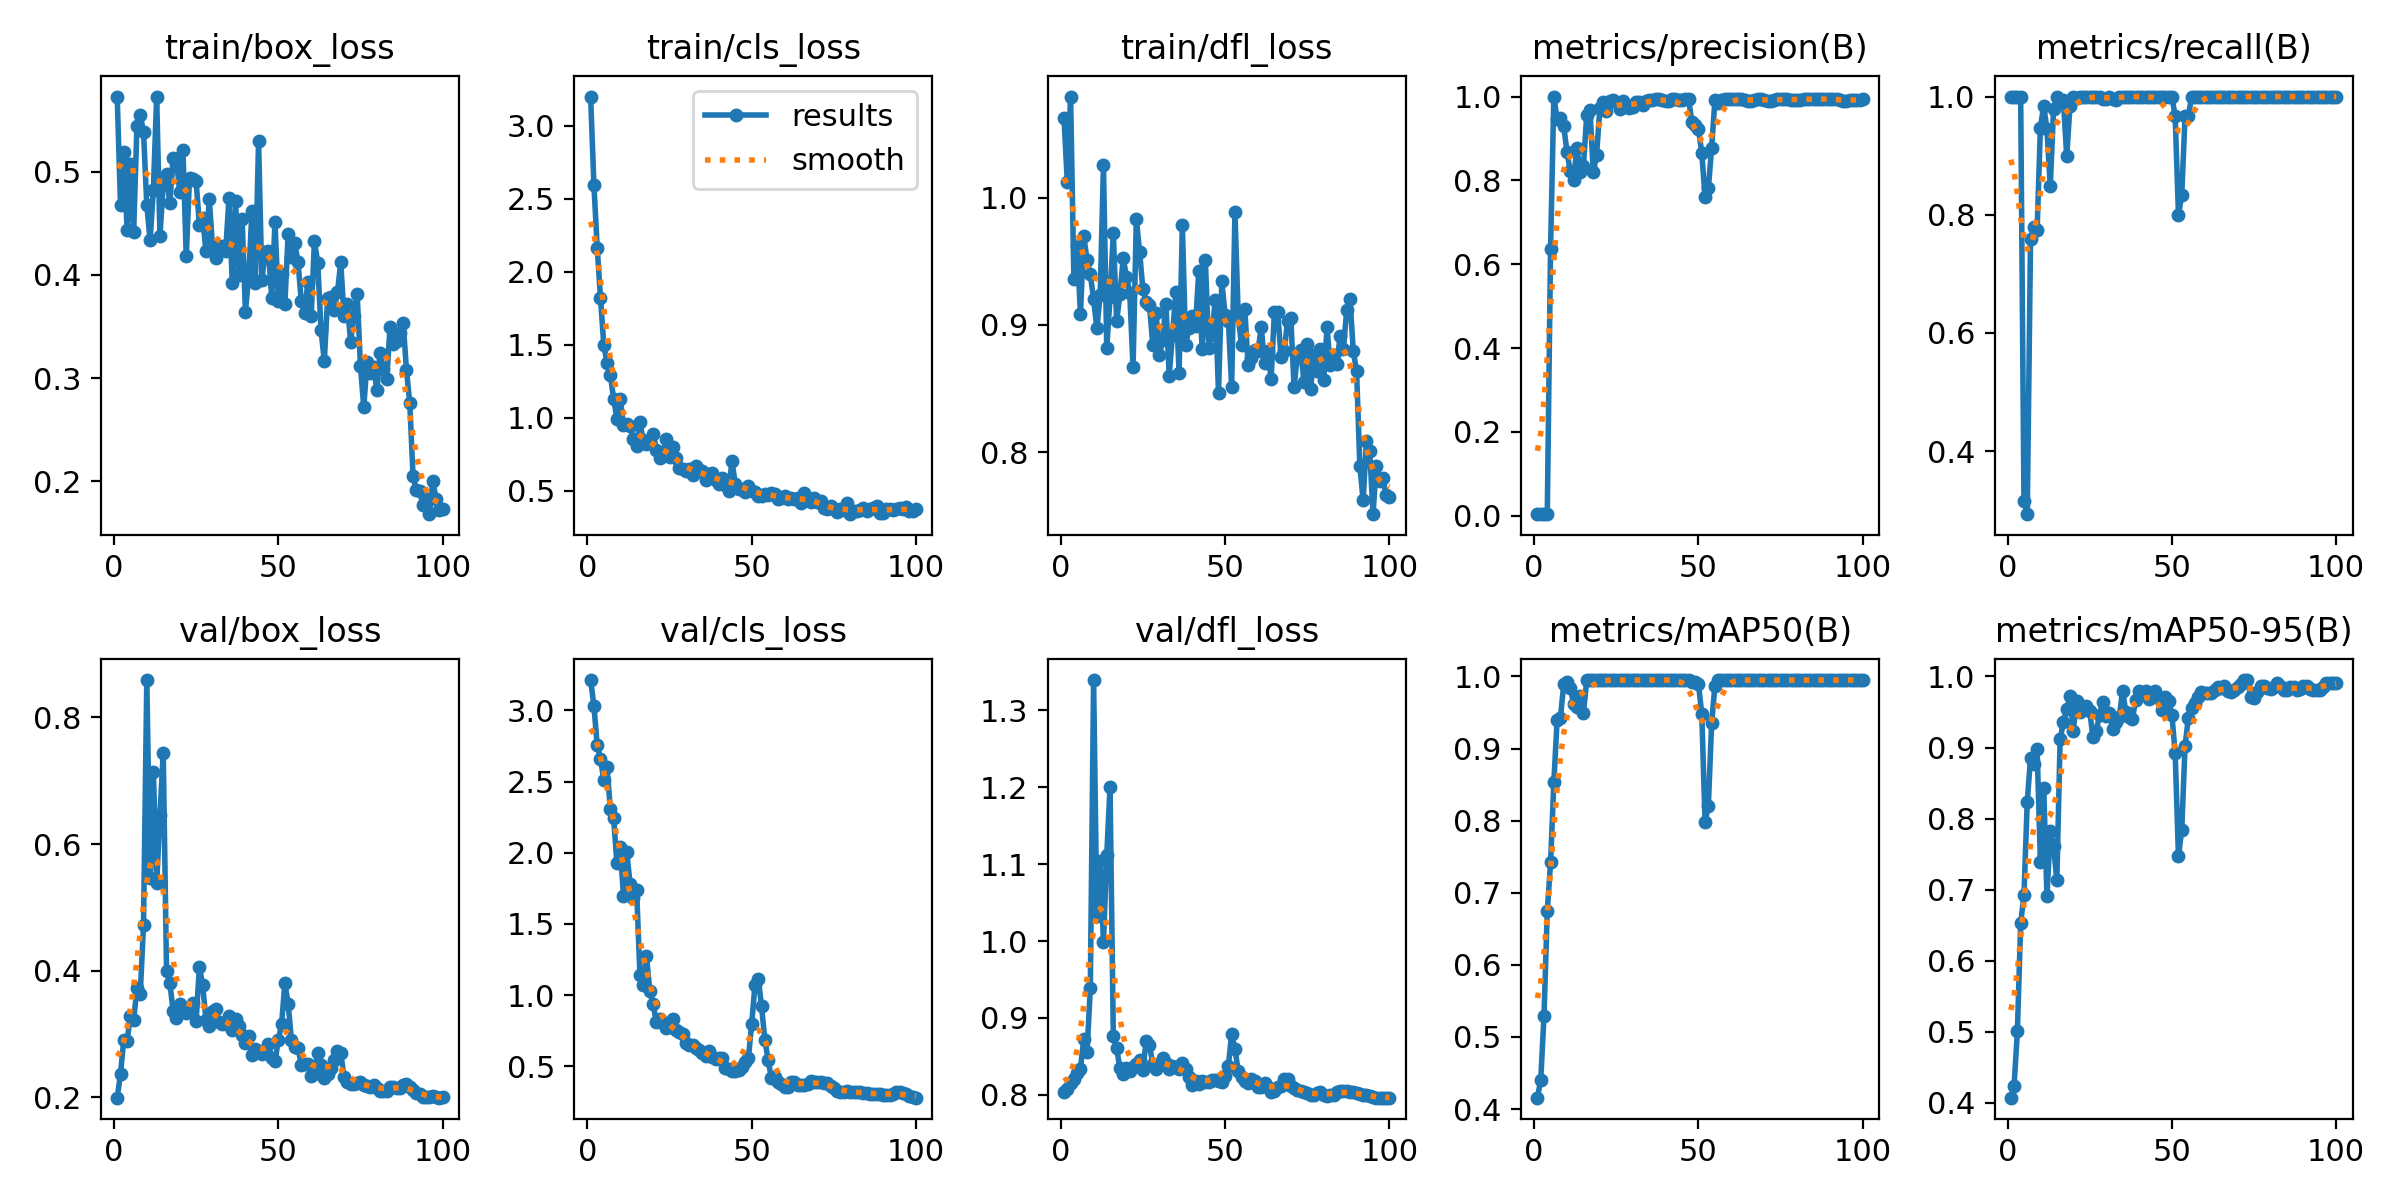 train/box_loss
0.5
0.4
0.3
0.2
0 50 100
train/cls_loss
results
smooth
3.0
2.5
2.0
1.5
1.0
0.5
0 50 100
train/dfl_loss
1.0
0.9
0.8
0 50 100
metrics/precision(B)
1.0
0.8
0.6
0.4
0.2
0.0
0 50 100
metrics/recall(B)
1.0
0.8
0.6
0.4
0 50 100
val/box_loss
0.8
0.6
0.4
0.2
0 50 100
val/cls_loss
3.0
2.5
2.0
1.5
1.0
0.5
0 50 100
val/dfl_loss
1.3
1.2
1.1
1.0
0.9
0.8
0 50 100
metrics/mAP50(B)
1.0
0.9
0.8
0.7
0.6
0.5
0.4
0 50 100
metrics/mAP50-95(B)
1.0
0.9
0.8
0.7
0.6
0.5
0.4
0 50 100